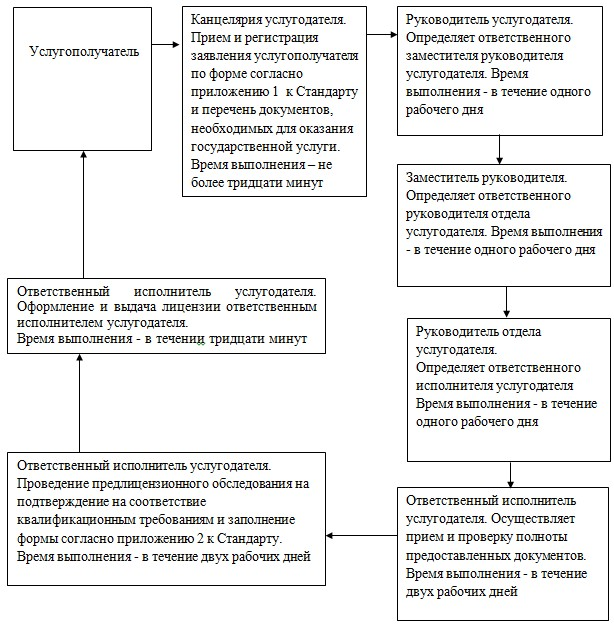 Услугополучатель
Канцелярия услугодателя.
Прием и регистрация
заявления услугополучателя
по форме согласно
приложению 1 к Стандарту
и перечень документов,
необходимых для оказания
государственной услуги.
Время выполнения – не
более тридцати минут
Руководитель услугодателя.
Определяет ответственного
заместителя руководителя
услугодателя. Время
выполнения - в течение одного
рабочего дня
Заместитель руководителя.
Определяет ответственного
руководителя отдела
услугодателя. Время выполнения
- в течение одного рабочего дня
Руководитель отдела
услугодателя.
Определяет ответственного
исполнителя услугодателя
Время выполнения - в течение
одного рабочего дня
Ответственный исполнитель
услугодателя. Осуществляет
прием и проверку полноты
предоставленных документов.
Время выполнения - в течение
двух рабочих дней
Ответственный исполнитель услугодателя.
Проведение предлицензионного обследования на
подтверждение на соответствие
квалификационным требованиям и заполнение
формы согласно приложению 2 к Стандарту.
Время выполнения - в течение двух рабочих дней
Ответственный исполнитель услугодателя.
Оформление и выдача лицензии ответственным
исполнителем услугодателя.
Время выполнения - в течении тридцати минут